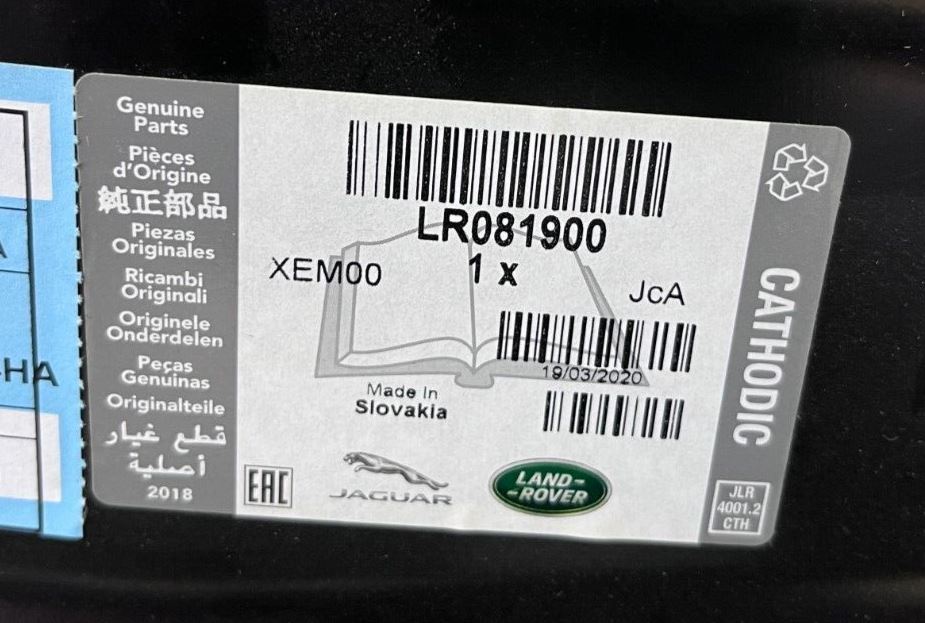 Genuine
Parts
Pièces
d'Origine
純正部品
Piezas
Originales
Ricambi
Originali
Originele
Onderdelen
Peças
Genuinas
Originalteile
قطع غيار
أصلية
2018
LR081900
XEM00
1 x
JcA
19/03/2020
Made In
Slovakia
EAC
JAGUAR
LAND-
-ROVER
CATHODIC
JLR
4001.2
CTH
-HA